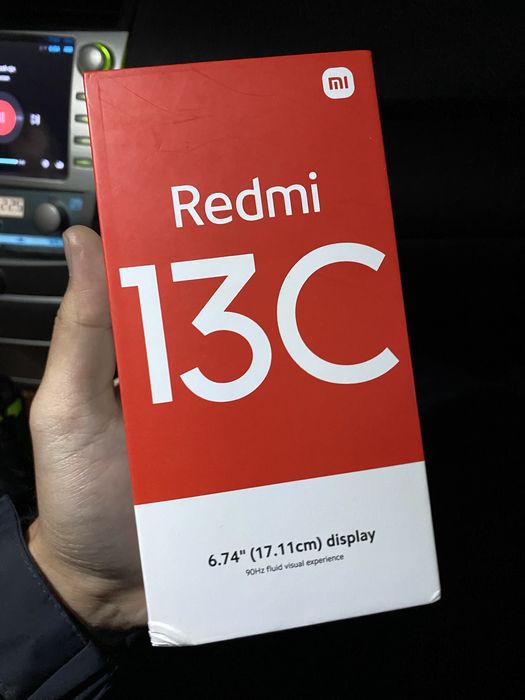 mi
Redmi
13C
6.74" (17.11cm) display
90Hz fluid visual experience